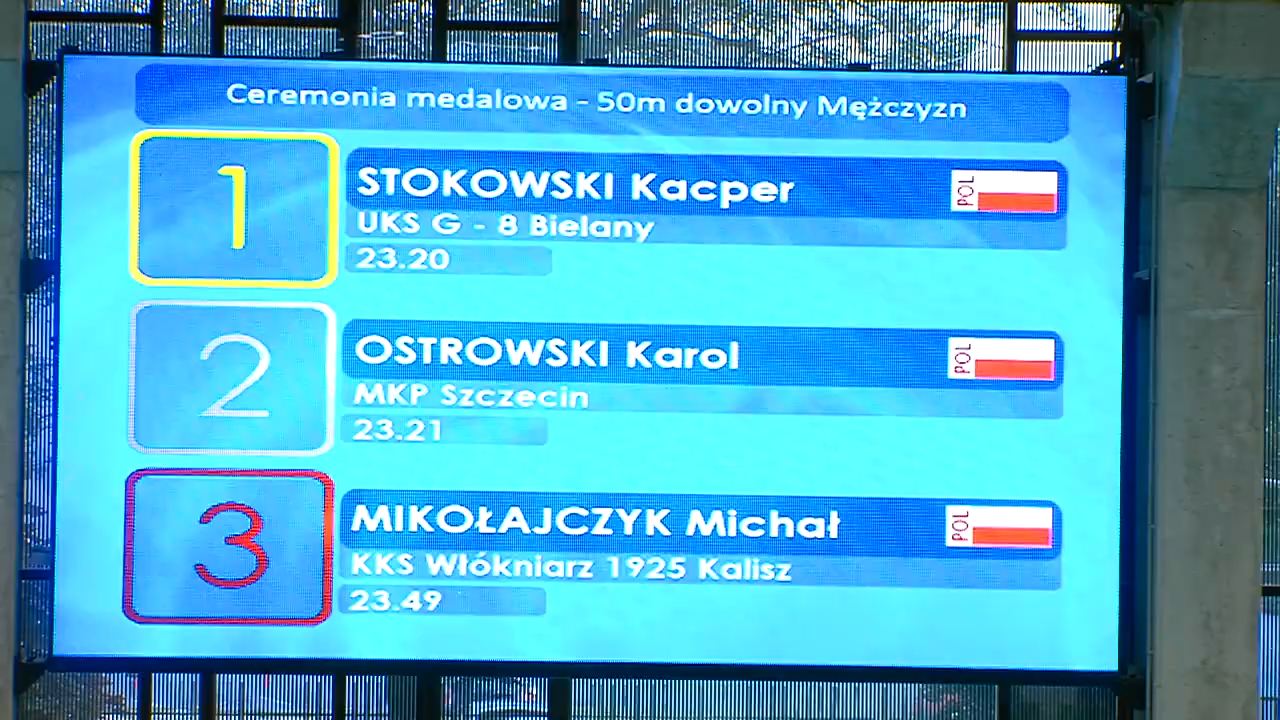 Ceremonia medalowa - 50m dowolny Mężczyzn
1
STOKOWSKI Kacper
POL
UKS G - 8 Bielany
23.20
2
OSTROWSKI Karol
POL
MKP Szczecin
23.21
3
MIKOŁAJCZYK Michał
POL
KKS Włókniarz 1925 Kalisz
23.49